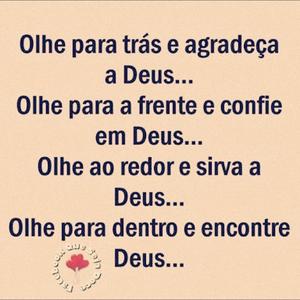 Olhe para trás e agradeça
a Deus...
Olhe para a frente e confie
em Deus...
Olhe ao redor e sirva a
Deus...
Olhe para dentro e encontre
Deus...